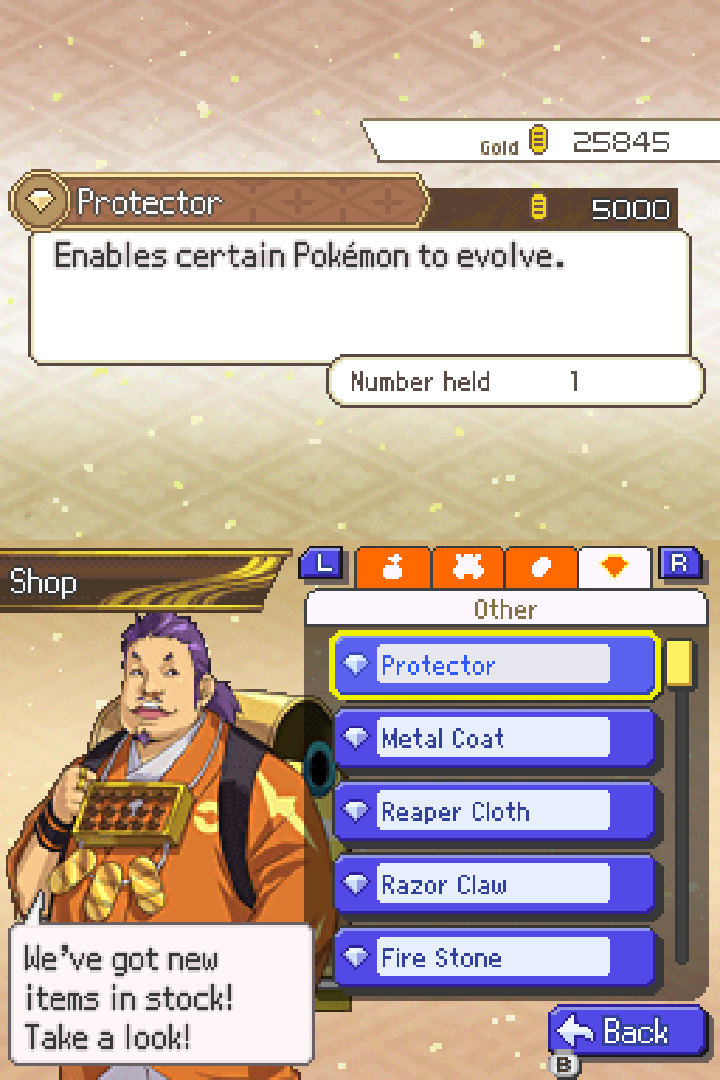 Gold 25845
Protector 5000
Enables certain Pokémon to evolve.
Number held 1
Shop
L
R
Other
Protector
Metal Coat
Reaper Cloth
Razor Claw
Fire Stone
We've got new
items in stock!
Take a look!
Back
B